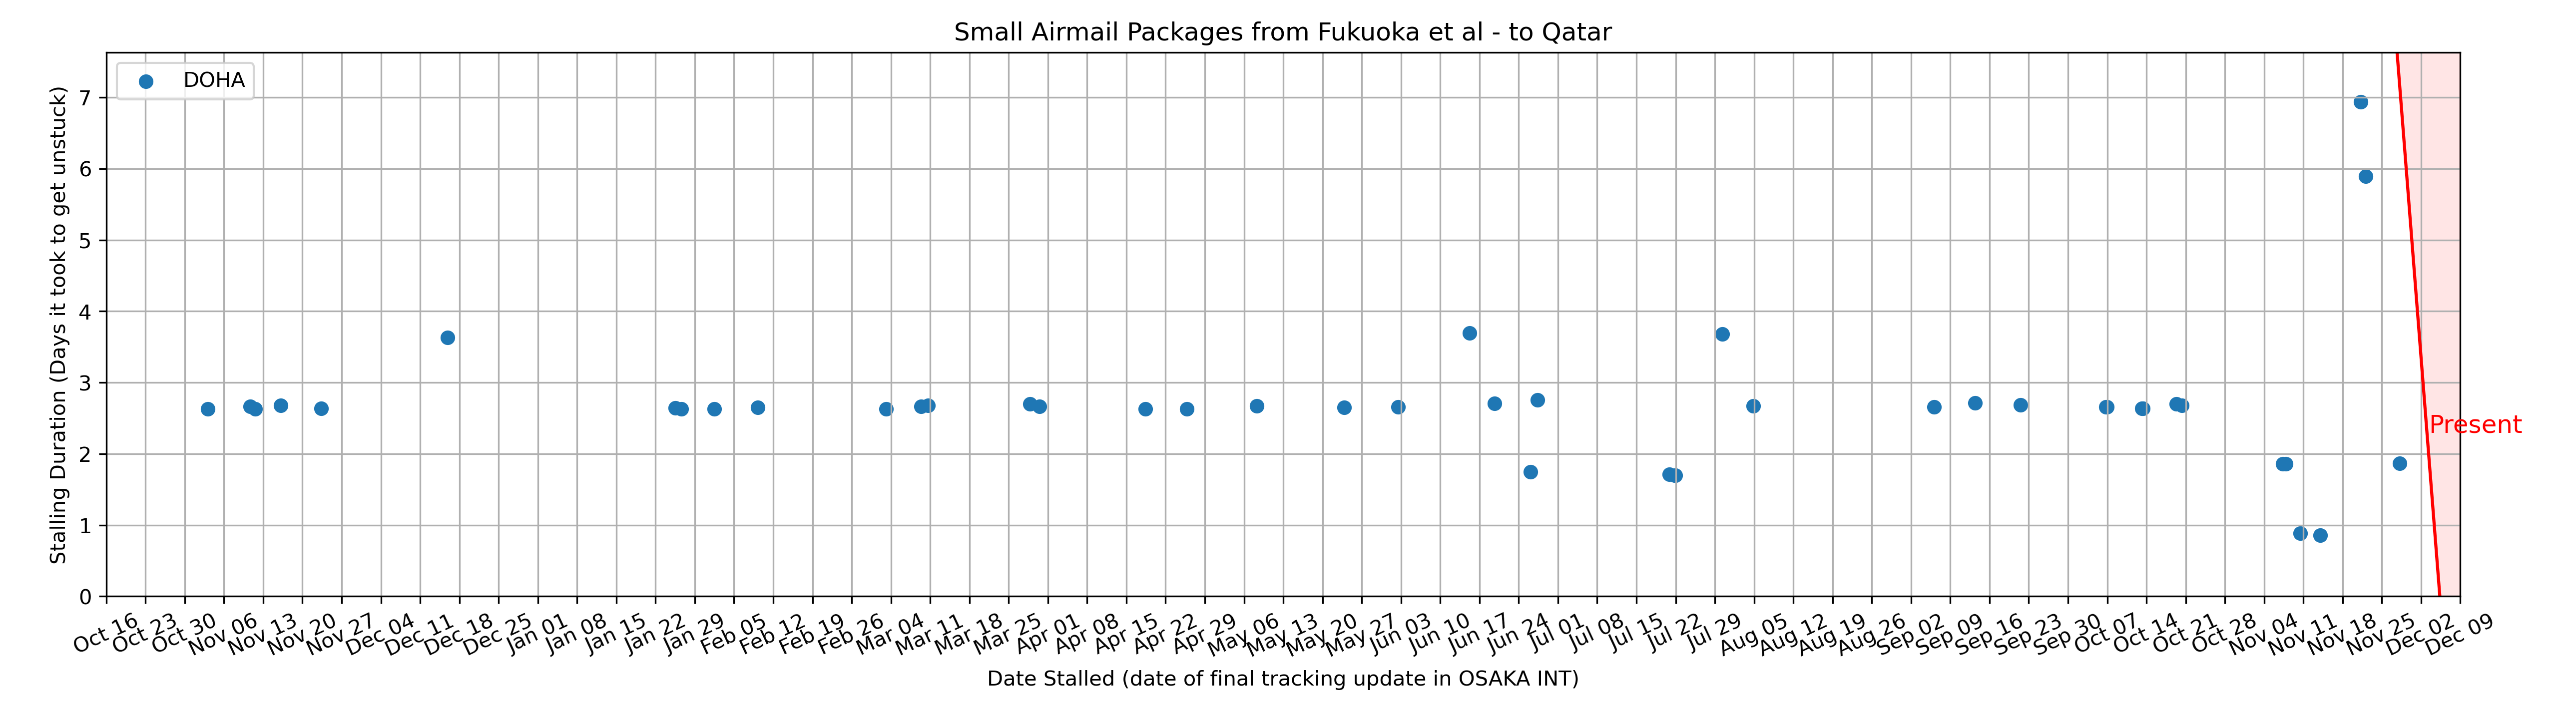 Small Airmail Packages from Fukuoka et al - to Qatar
DOHA
Stalling Duration (Days it took to get unstuck)
7
6
5
4
3
2
1
0
Present
Oct 16 Oct 23 Oct 30 Nov 06 Nov 13 Nov 20 Nov 27 Dec 04 Dec 11 Dec 18 Dec 25 Jan 01 Jan 08 Jan 15 Jan 22 Jan 29 Feb 05 Feb 12 Feb 19 Feb 26 Mar 04 Mar 11 Mar 18 Mar 25 Apr 01 Apr 08 Apr 15 Apr 22 Apr 29 May 06 May 13 May 20 May 27 Jun 03 Jun 10 Jun 17 Jun 24 Jul 01 Jul 08 Jul 15 Jul 22 Jul 29 Aug 05 Aug 12 Aug 19 Aug 26 Sep 02 Sep 09 Sep 16 Sep 23 Sep 30 Oct 07 Oct 14 Oct 21 Oct 28 Nov 04 Nov 11 Nov 18 Nov 25 Dec 02 Dec 09
Date Stalled (date of final tracking update in OSAKA INT)